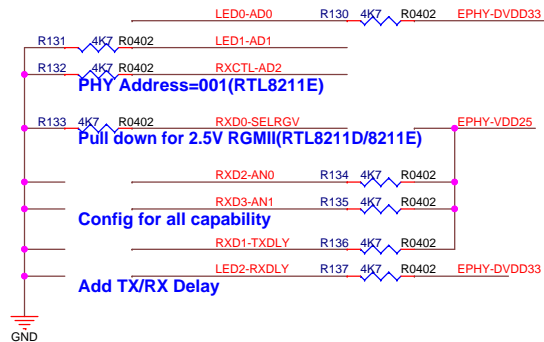 LED0-AD0 R130 4K7 R0402 EPHY-DVDD33
R131 4K7 R0402 LED1-AD1
R132 4K7 R0402 RXCTL-AD2
PHY Address=001(RTL8211E)
R133 4K7 R0402 RXD0-SELRGV EPHY-VDD25
Pull down for 2.5V RGMII(RTL8211D/8211E)
RXD2-AN0 R134 4K7 R0402
RXD3-AN1 R135 4K7 R0402
Config for all capability
RXD1-TXDLY R136 4K7 R0402
LED2-RXDLY R137 4K7 R0402 EPHY-DVDD33
Add TX/RX Delay
GND